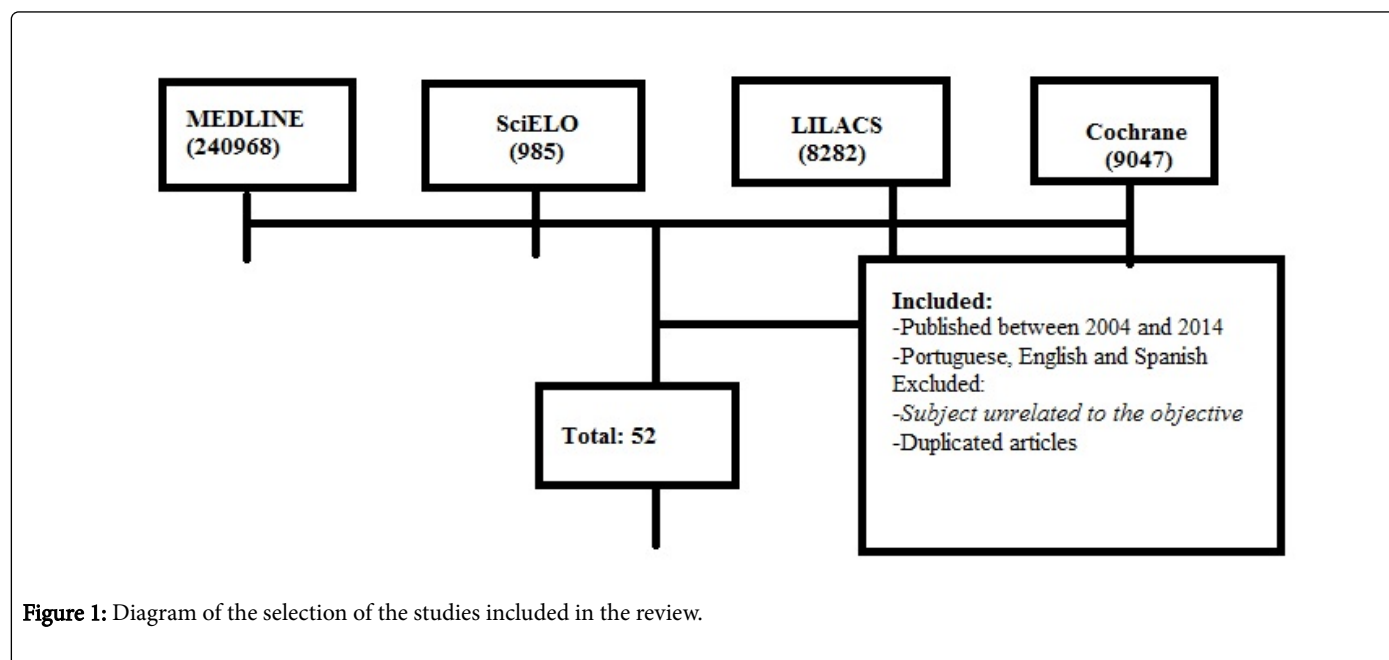 MEDLINE
(240968)
SciELO
(985)
LILACS
(8282)
Cochrane
(9047)
Included:
-Published between 2004 and 2014
-Portuguese, English and Spanish
Excluded:
-Subject unrelated to the objective
-Duplicated articles
Total: 52
Figure 1: Diagram of the selection of the studies included in the review.